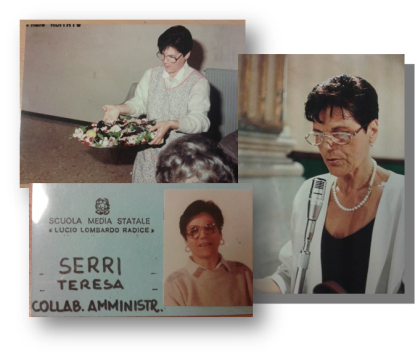 SCUOLA MEDIA STATALE
« LUCIO LOMBARDO RADICE »
SERRI
TERESA
COLLAB. AMMINISTR.